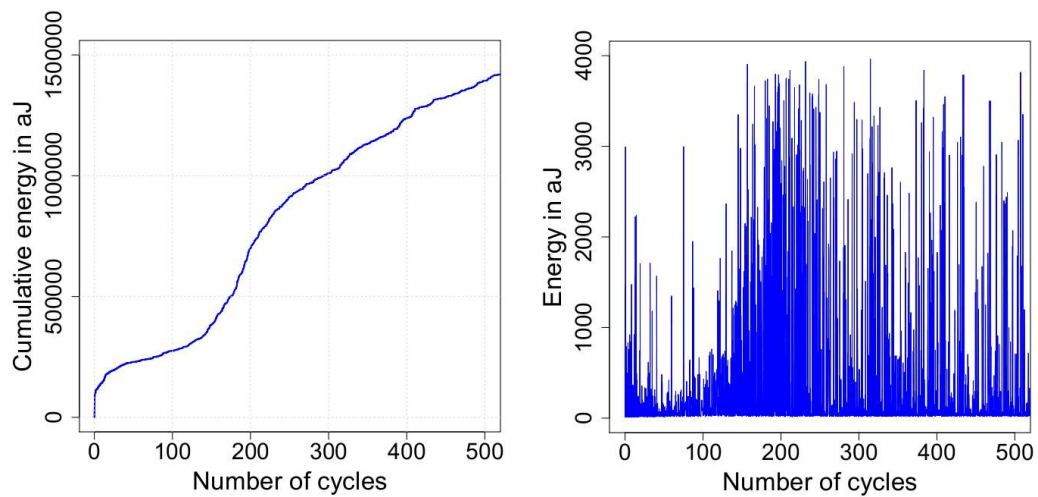 Cumulative energy in aJ
1500000
1000000
500000
0
0 100 200 300 400 500
Number of cycles
Energy in aJ
4000
3000
2000
1000
0
0 100 200 300 400 500
Number of cycles